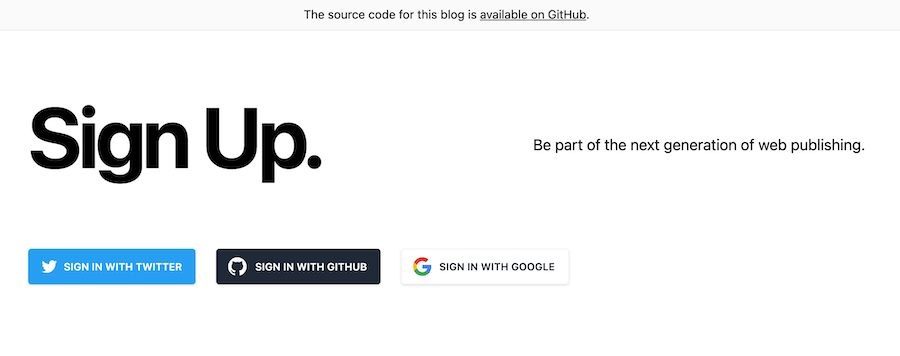 The source code for this blog is available on GitHub.
Sign Up.
Be part of the next generation of web publishing.
SIGN IN WITH TWITTER
SIGN IN WITH GITHUB
SIGN IN WITH GOOGLE